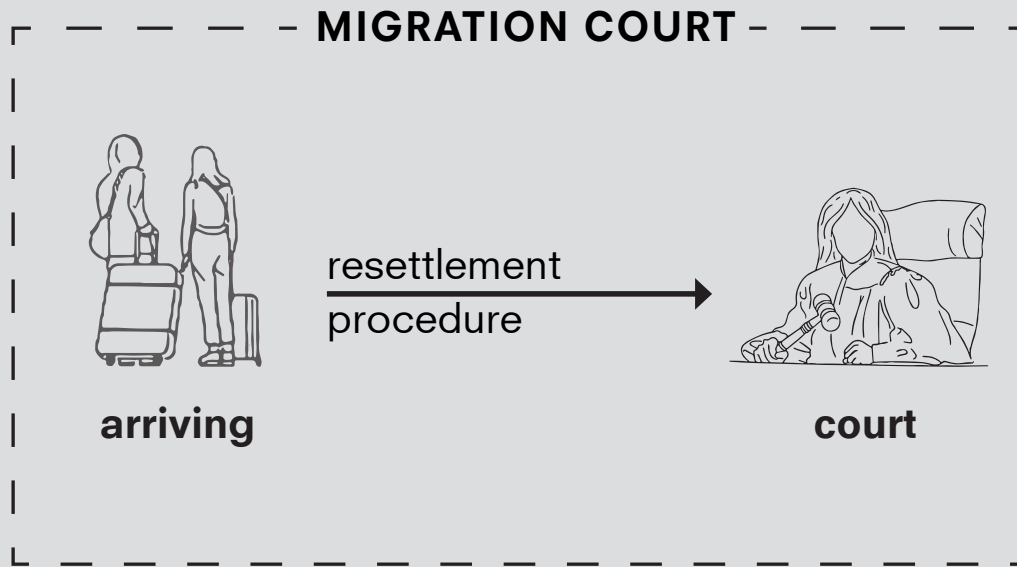 MIGRATION COURT
resettlement
procedure
arriving
court